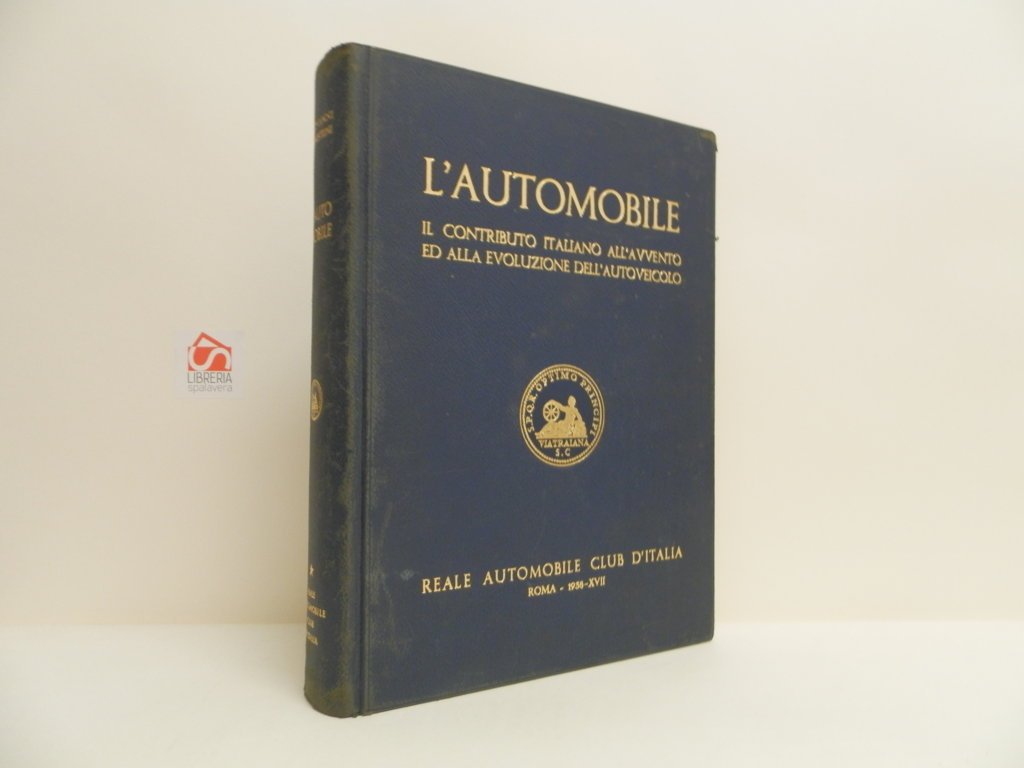 L'AUTOMOBILE
IL CONTRIBUTO ITALIANO ALL'AVVENTO
ED ALLA EVOLUZIONE DELL'AUTOVEICOLO
S.P.Q.R. OPTIMO PRINCIPI
VIATRAIANA
S.C
REALE AUTOMOBILE CLUB D'ITALIA
ROMA - 1938-XVII
LIBRERIA
spalavera